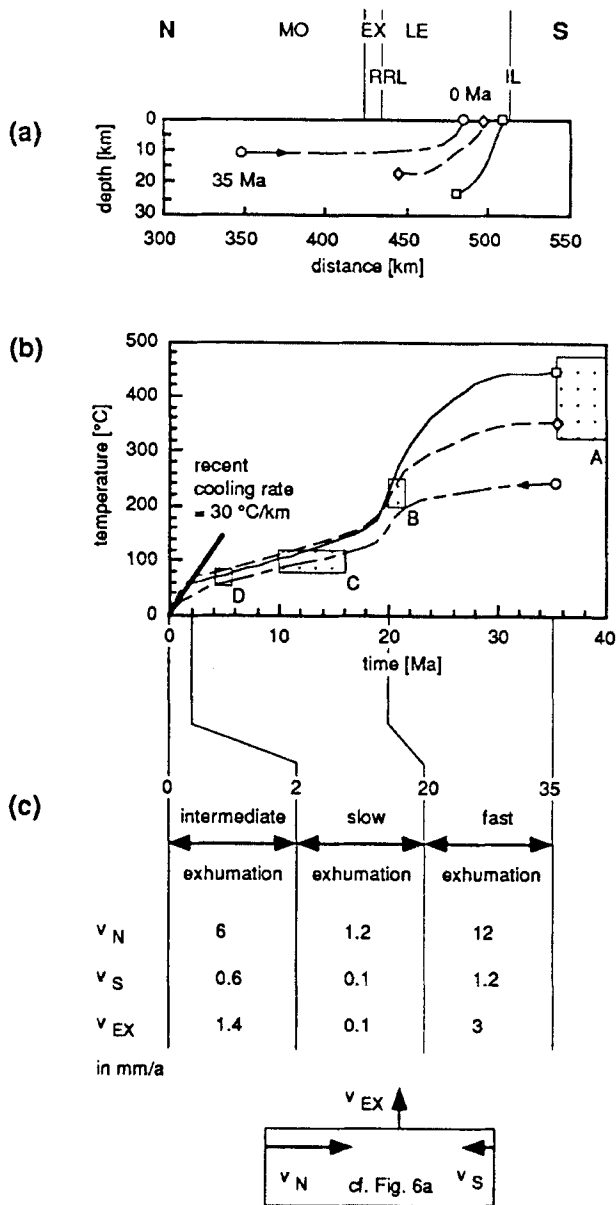 N MO EX LE S
RRL IL
0 Ma
(a)
depth [km]
0
10
20
30
35 Ma
300 350 400 450 500 550
distance [km]
(b)
temperature [°C]
500
400
300
200
100
0
recent
cooling rate
= 30 °C/km
A
B
C
D
0 10 20 30 40
time [Ma]
(c)
0 2 20 35
intermediate slow fast
exhumation exhumation exhumation
v N 6 1.2 12
v S 0.6 0.1 1.2
v EX 1.4 0.1 3
in mm/a
v EX
v N cf. Fig. 6a v S